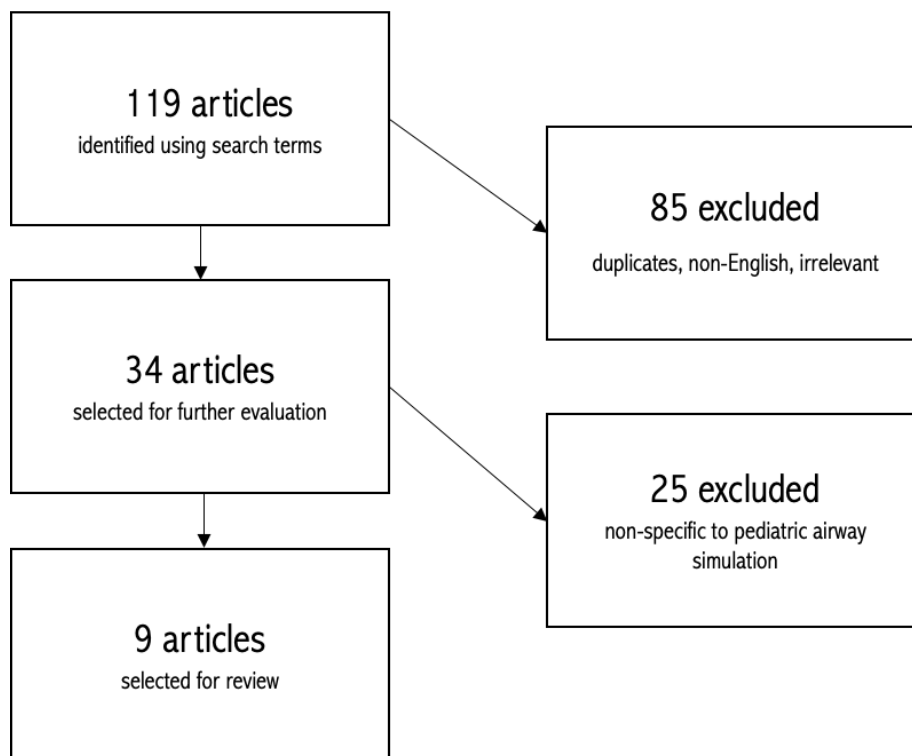 119 articles
identified using search terms
85 excluded
duplicates, non-English, irrelevant
34 articles
selected for further evaluation
25 excluded
non-specific to pediatric airway
simulation
9 articles
selected for review